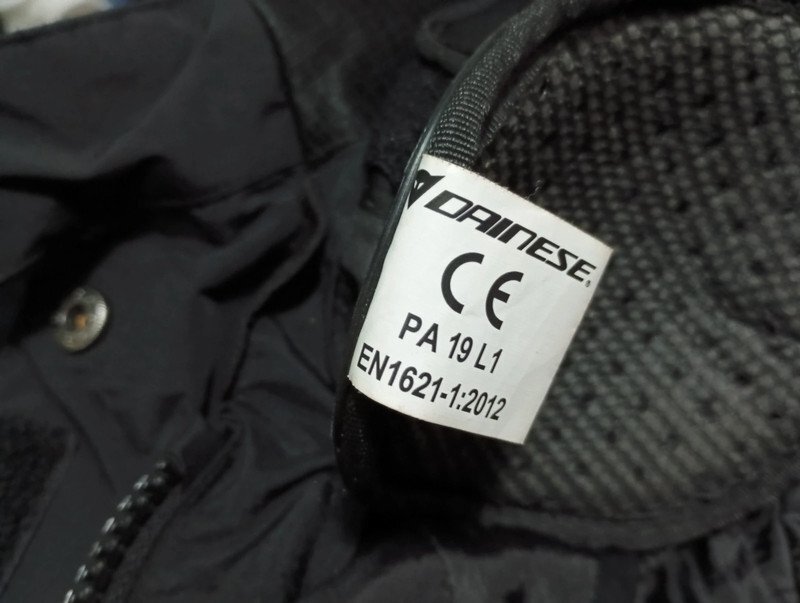 DAINESE
CE
PA 19 L1
EN1621-1:2012